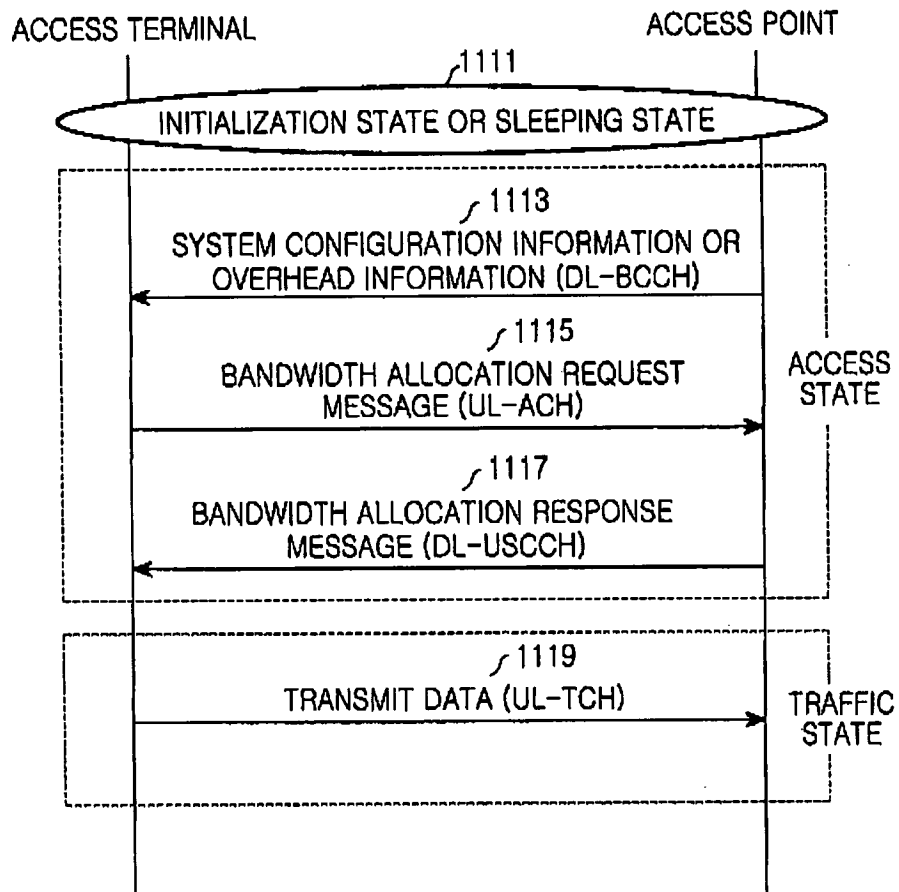 ACCESS TERMINAL
ACCESS POINT
1111
INITIALIZATION STATE OR SLEEPING STATE
1113
SYSTEM CONFIGURATION INFORMATION OR
OVERHEAD INFORMATION (DL-BCCH)
1115
BANDWIDTH ALLOCATION REQUEST
MESSAGE (UL-ACH)
ACCESS
STATE
1117
BANDWIDTH ALLOCATION RESPONSE
MESSAGE (DL-USCCH)
1119
TRANSMIT DATA (UL-TCH)
TRAFFIC
STATE